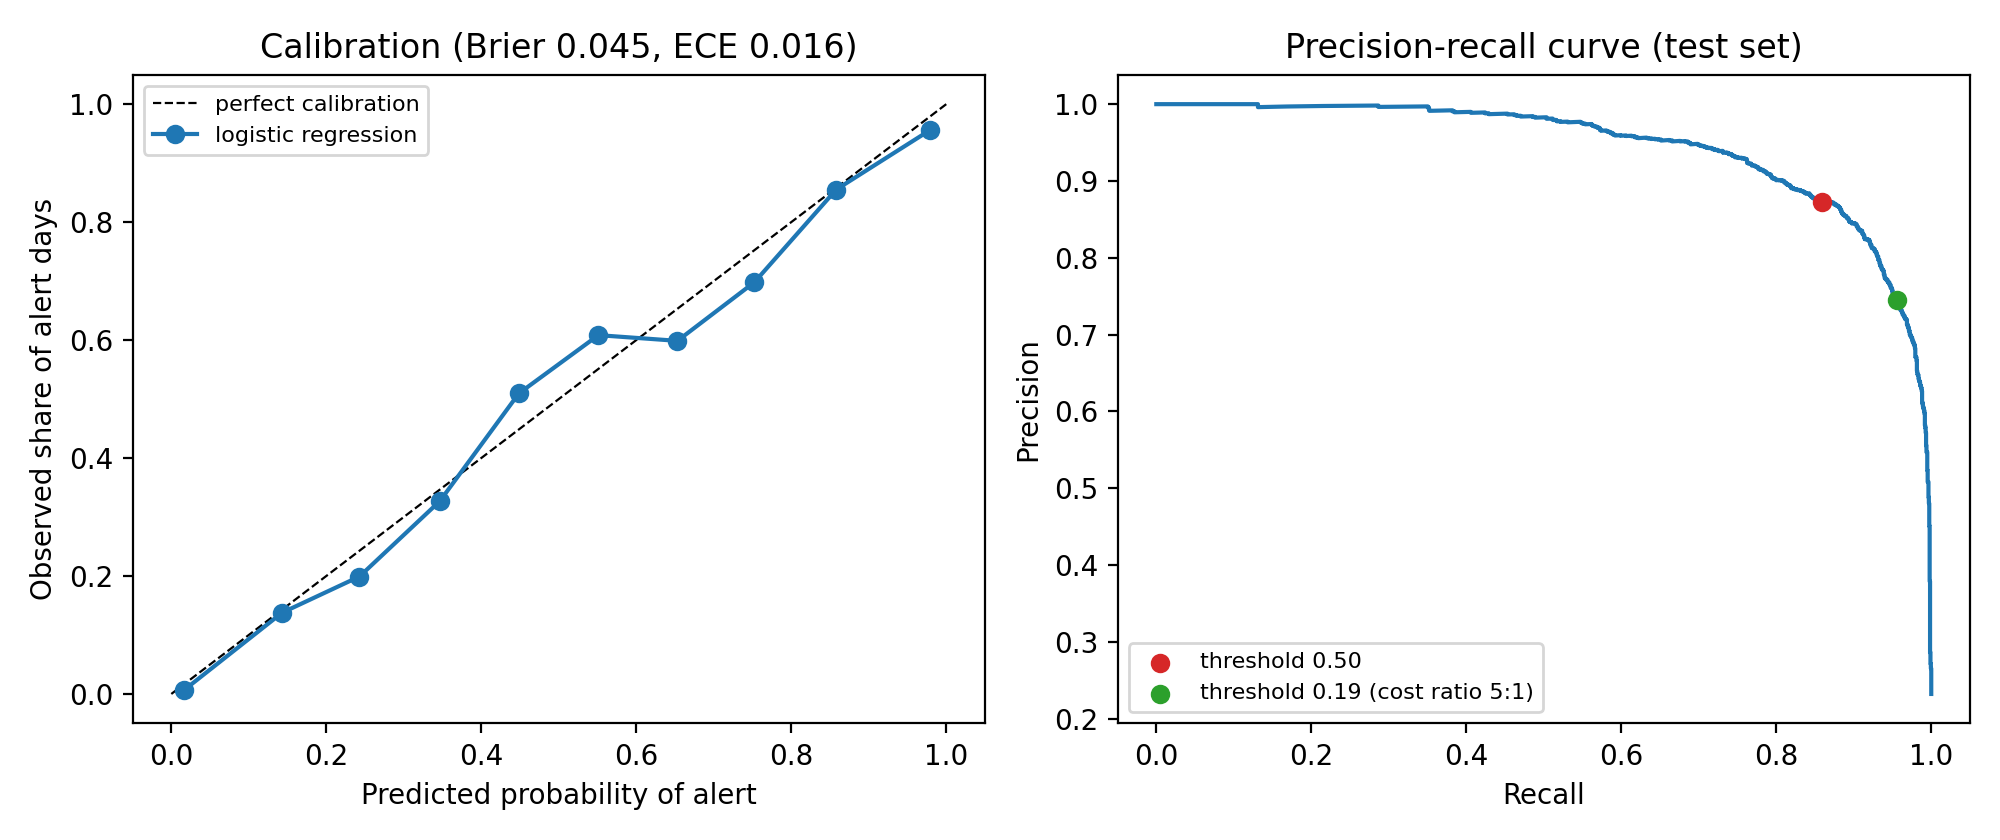 Calibration (Brier 0.045, ECE 0.016)
perfect calibration
logistic regression
1.0
0.8
0.6
0.4
0.2
0.0
Observed share of alert days
0.0 0.2 0.4 0.6 0.8 1.0
Predicted probability of alert
Precision-recall curve (test set)
1.0
0.9
0.8
0.7
0.6
0.5
0.4
0.3
0.2
Precision
threshold 0.50
threshold 0.19 (cost ratio 5:1)
0.0 0.2 0.4 0.6 0.8 1.0
Recall